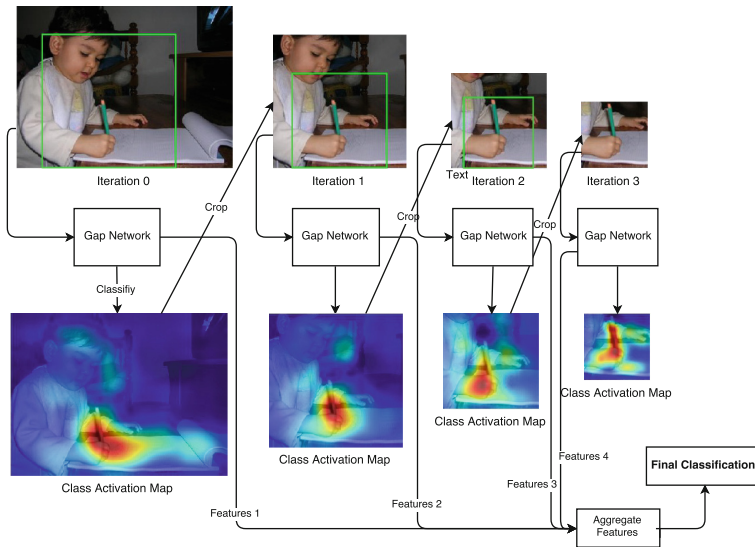 Iteration 0
Iteration 1
Text
Iteration 2
Iteration 3
Crop
Crop
Crop
Gap Network
Gap Network
Gap Network
Gap Network
Classifiy
Class Activation Map
Class Activation Map
Class Activation Map
Class Activation Map
Features 1
Features 2
Features 3
Features 4
Aggregate
Features
Final Classification